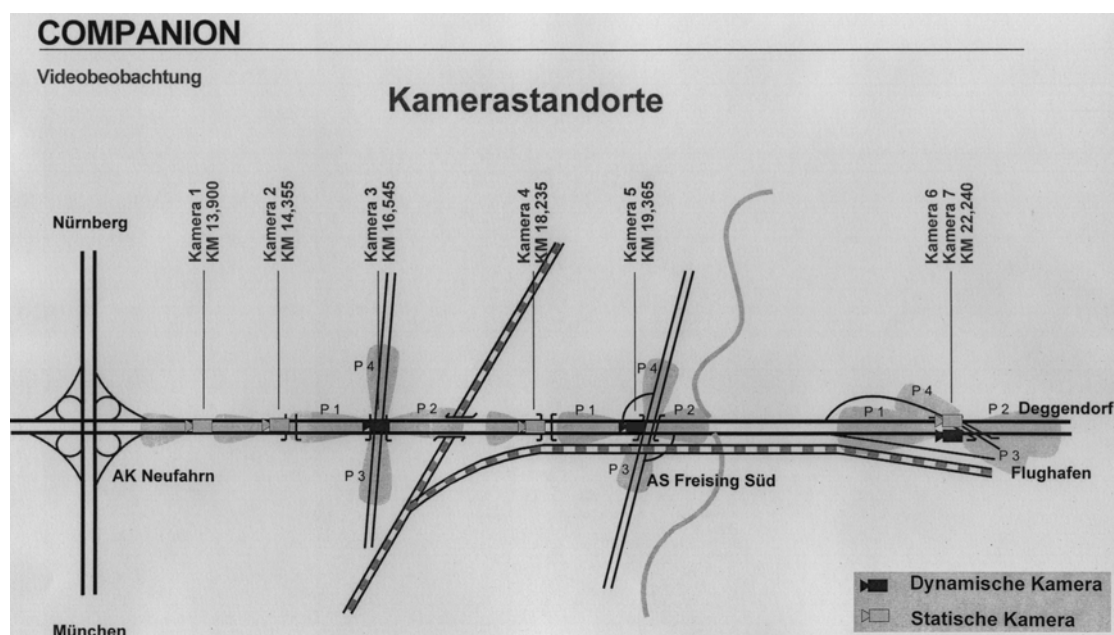 COMPANION
Videobeobachtung
Kamerastandorte
Nürnberg
Kamera 1
KM 13,900
Kamera 2
KM 14,355
Kamera 3
KM 16,545
Kamera 4
KM 18,235
Kamera 5
KM 19,365
Kamera 6
Kamera 7
KM 22,240
P 4
P 4
P 4
P 1
P 2
P 1
P 2
P 1
P 2
Deggendorf
P 3
P 3
P 3
AK Neufahrn
AS Freising Süd
Flughafen
Dynamische Kamera
Statische Kamera
München